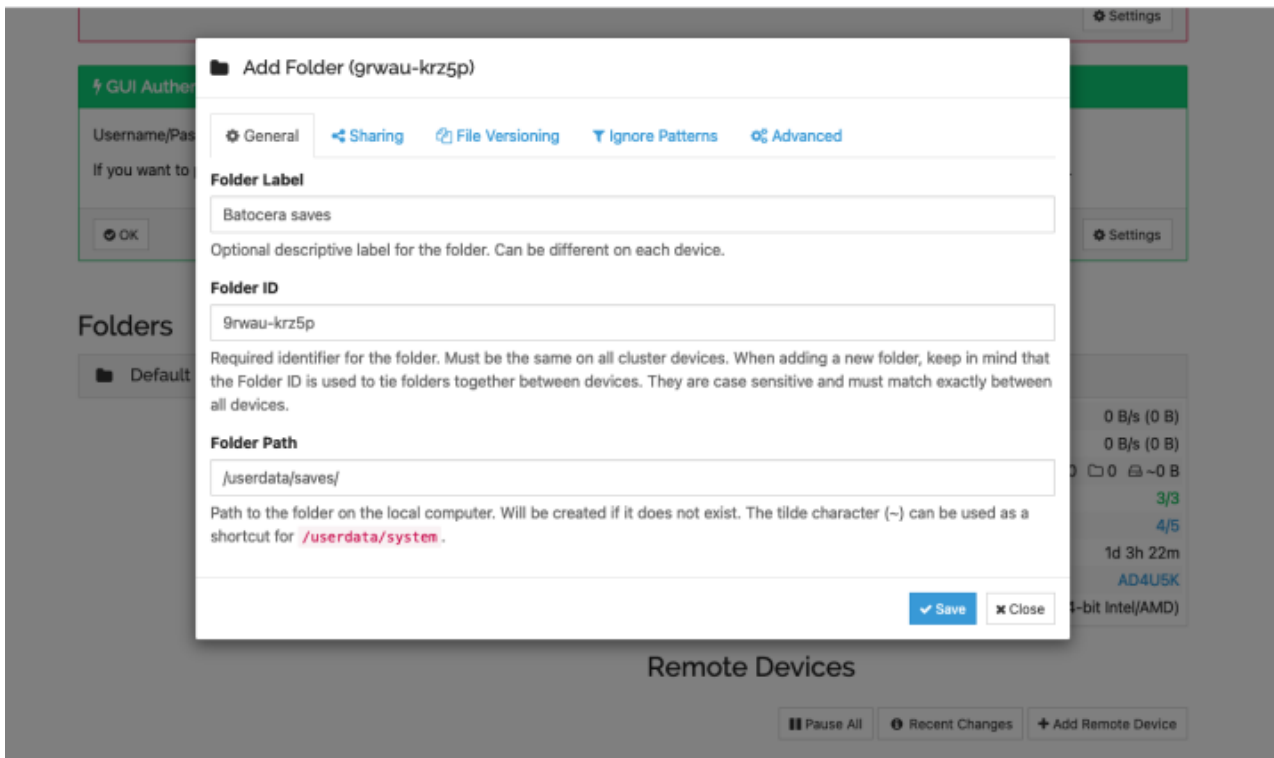 Settings
Add Folder (9rwau-krz5p)
GUI Authen
Username/Pas
If you want to
OK
Settings
General Sharing File Versioning Ignore Patterns Advanced
Folder Label
Batocera saves
Optional descriptive label for the folder. Can be different on each device.
Folder ID
9rwau-krz5p
Required identifier for the folder. Must be the same on all cluster devices. When adding a new folder, keep in mind that
the Folder ID is used to tie folders together between devices. They are case sensitive and must match exactly between
all devices.
Folder Path
/userdata/saves/
Path to the folder on the local computer. Will be created if it does not exist. The tilde character (~) can be used as a
shortcut for /userdata/system.
Save Close
Folders
Default
0 B/s (0 B)
0 B/s (0 B)
0 ~0 B
3/3
4/5
1d 3h 22m
AD4U5K
4-bit Intel/AMD)
Remote Devices
Pause All Recent Changes Add Remote Device